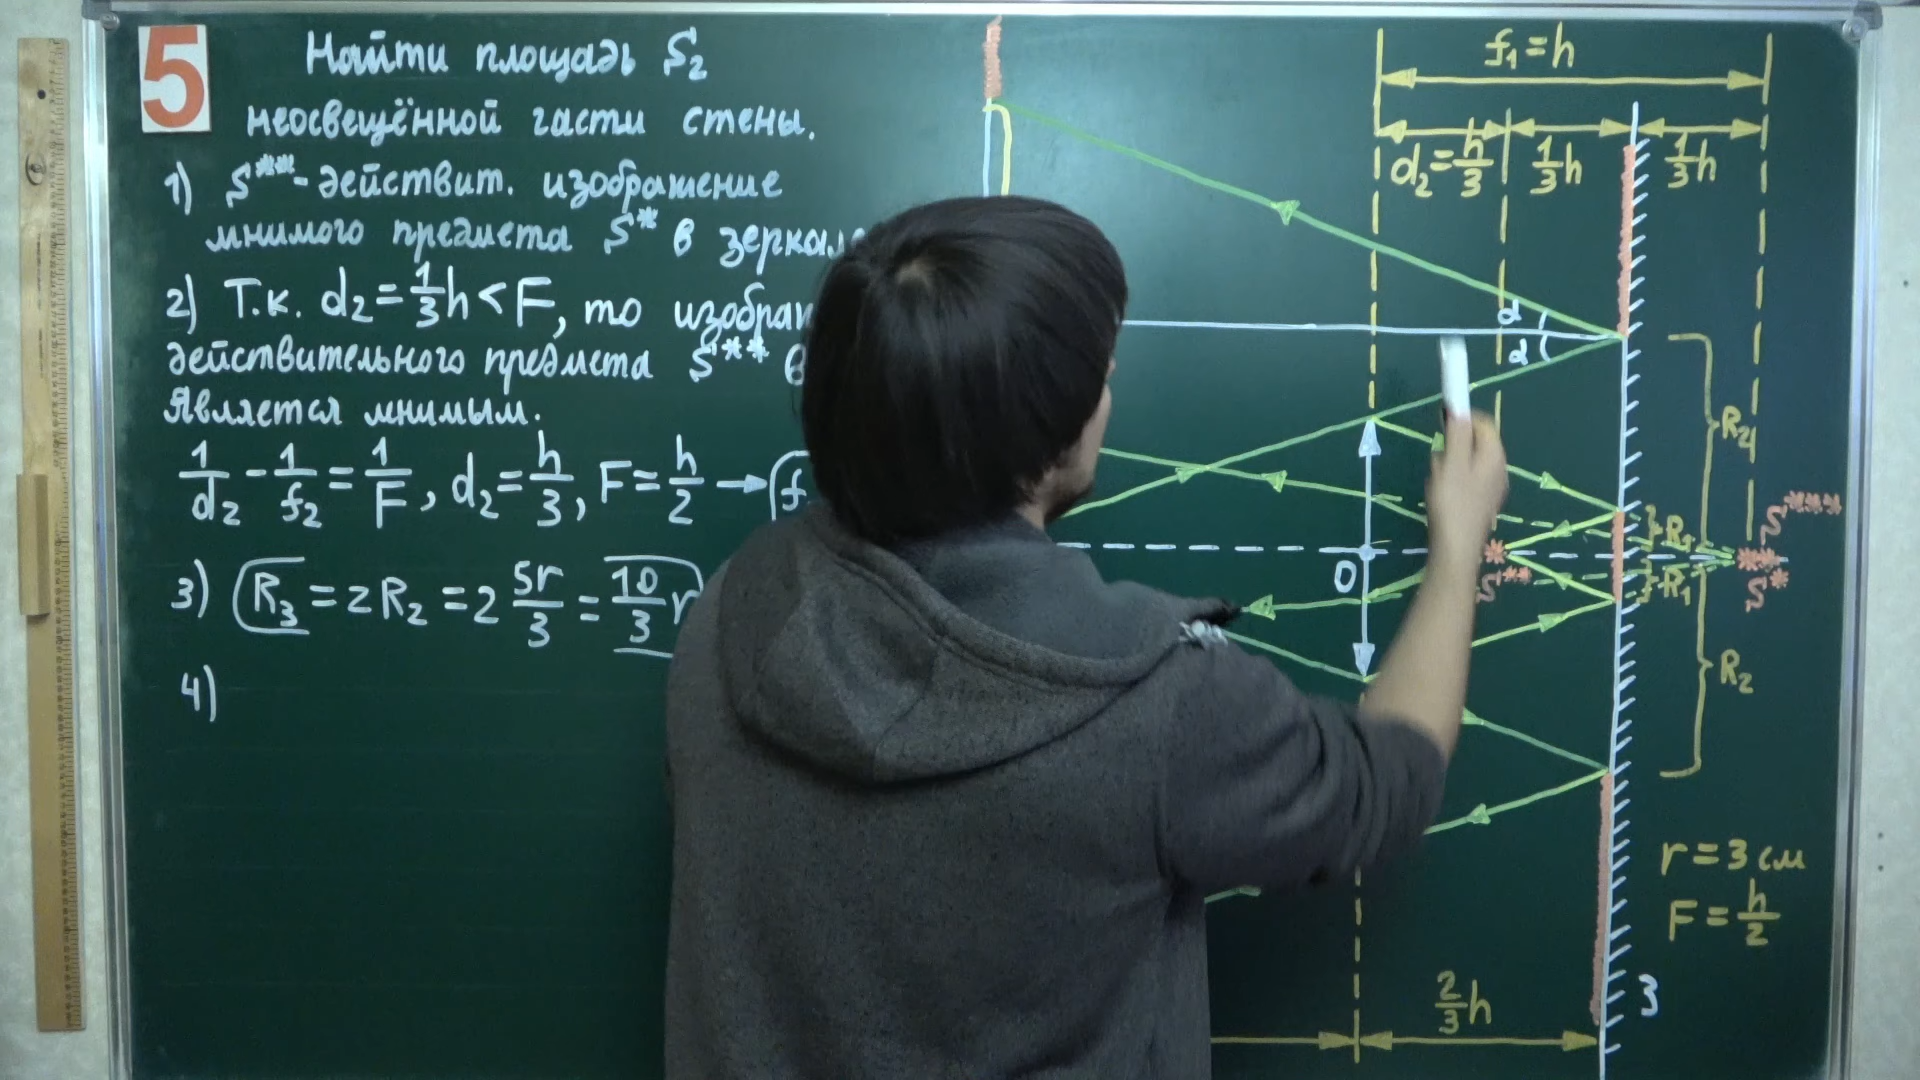 5
Найти площадь S₂
неосвещённой части стены.
1) S** - действит. изображение
мнимого предмета S* в зеркале
2) Т.к. d₂ = 1/3 h < F, то
действительного предмета S** в
является мнимым.
1/d₂ - 1/f₂ = 1/F, d₂ = h/3, F = h/2 → f
3) R₃ = 2R₂ = 2 5r/3 = 10/3 r
4)
f₁ = h
d₂ = h/3
1/3 h
1/3 h
α
α
R₂
S***
R₁
R₁
O
S**
S*
R₂
r = 3 см
F = h/2
2/3 h
З